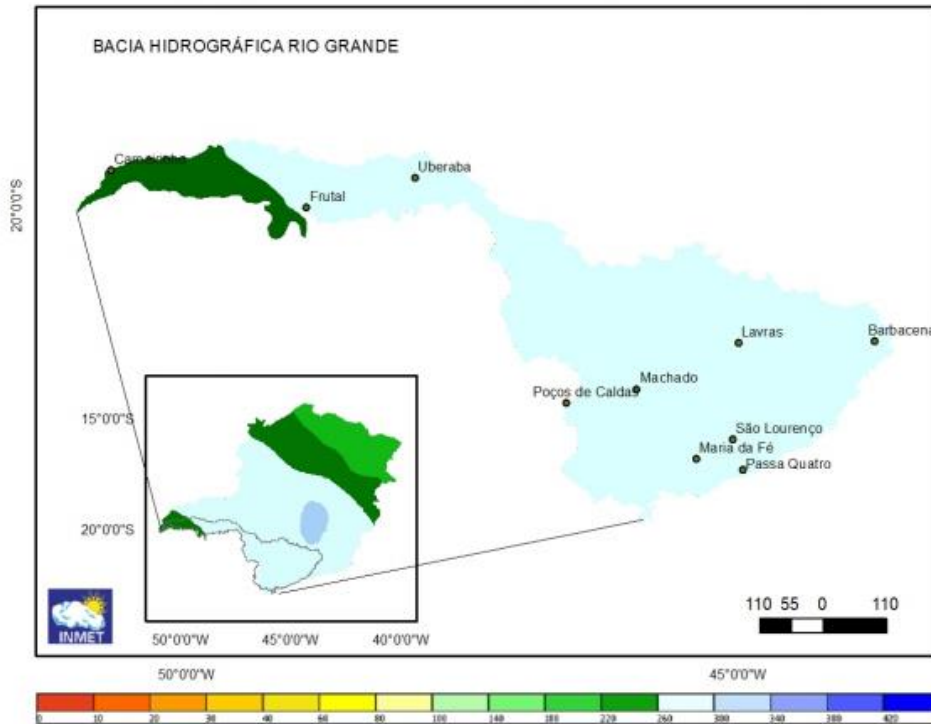 BACIA HIDROGRÁFICA RIO GRANDE
Uberaba
Frutal
20°0'0"S
Lavras
Barbacena
Machado
Poços de Caldas
São Lourenço
Maria da Fé
Passa Quatro
15°0'0"S
20°0'0"S
110 55 0 110
INMET
50°0'0"W 45°0'0"W 40°0'0"W
50°0'0"W 45°0'0"W
0 10 20 30 40 60 80 100 140 180 220 260 300 340 380 420